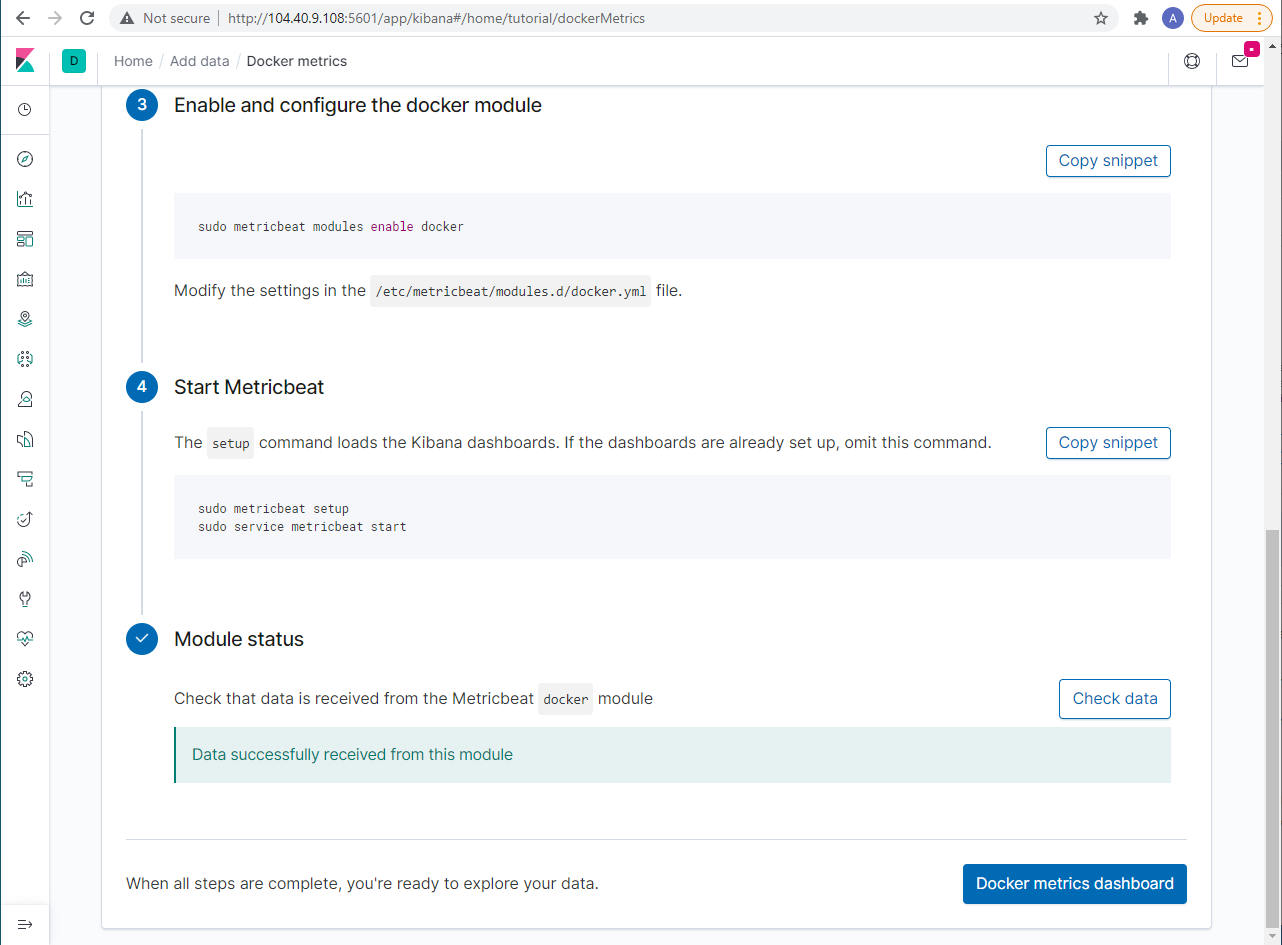 Not secure | http://104.40.9.108:5601/app/kibana#/home/tutorial/dockerMetrics A Update
D Home / Add data / Docker metrics
3 Enable and configure the docker module
Copy snippet
sudo metricbeat modules enable docker
Modify the settings in the /etc/metricbeat/modules.d/docker.yml file.
4 Start Metricbeat
The setup command loads the Kibana dashboards. If the dashboards are already set up, omit this command. Copy snippet
sudo metricbeat setup
sudo service metricbeat start
Module status
Check that data is received from the Metricbeat docker module Check data
Data successfully received from this module
When all steps are complete, you're ready to explore your data. Docker metrics dashboard